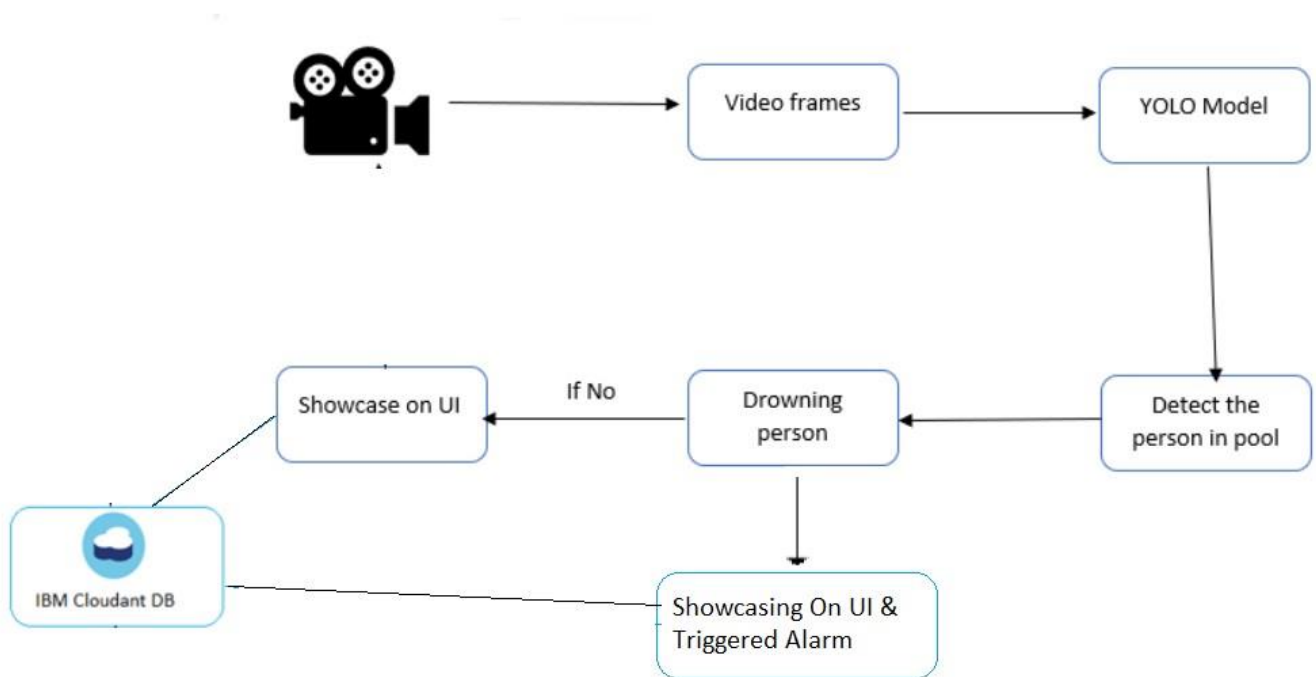 Video frames
YOLO Model
Showcase on UI
If No
Drowning
person
Detect the
person in pool
IBM Cloudant DB
Showcasing On UI &
Triggered Alarm